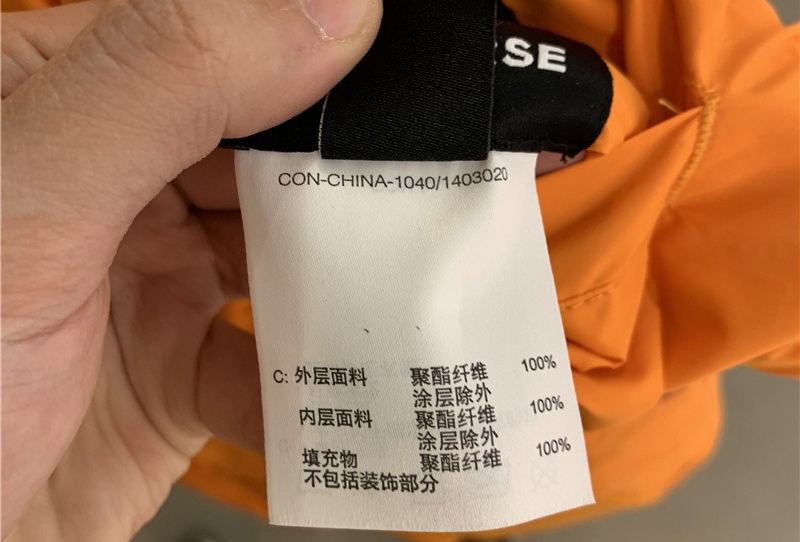 SE
CON-CHINA-1040/1403020
C: 外层面料 聚酯纤维 100%
涂层除外
内层面料 聚酯纤维 100%
涂层除外
填充物 聚酯纤维 100%
不包括装饰部分